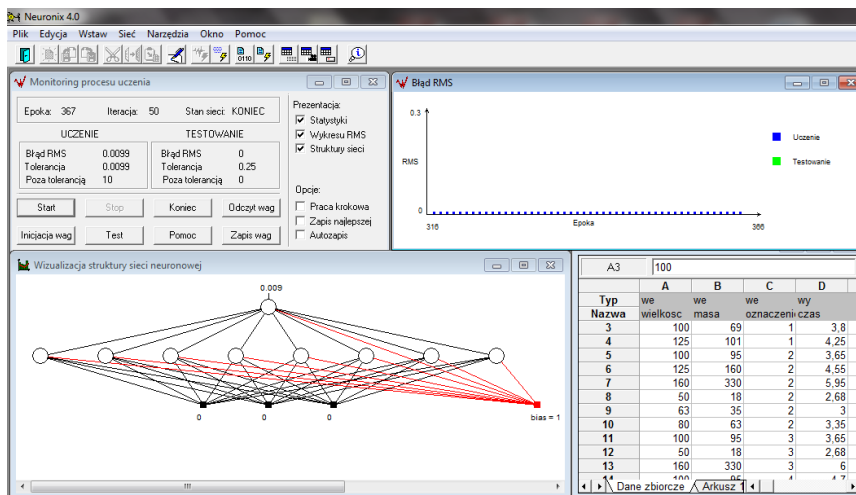 Neuronix 4.0
Plik Edycja Wstaw Sieć Narzędzia Okno Pomoc
0110
Monitoring procesu uczenia
Epoka: 367 Iteracja: 50 Stan sieci: KONIEC
UCZENIE
Błąd RMS 0.0099
Tolerancja 0.0099
Poza tolerancją 10
TESTOWANIE
Błąd RMS 0
Tolerancja 0.25
Poza tolerancją 0
Start Stop Koniec Odczyt wag
Inicjacja wag Test Pomoc Zapis wag
Prezentacja:
Statystyki
Wykresu RMS
Struktury sieci
Opcje:
Praca krokowa
Zapis najlepszej
Autozapis
Błąd RMS
0.3
RMS
0
316 Epoka 366
Uczenie
Testowanie
Wizualizacja struktury sieci neuronowej
0.009
0 0 0 bias = 1
A3 100
A B C D
Typ we we we wy
Nazwa wielkosc masa oznaczeni czas
3 100 69 1 3,8
4 125 101 1 4,25
5 100 95 2 3,65
6 125 160 2 4,55
7 160 330 2 5,95
8 50 18 2 2,68
9 63 35 2 3
10 80 63 2 3,35
11 100 95 3 3,65
12 50 18 3 2,68
13 160 330 3 6
Dane zbiorcze Arkusz 1